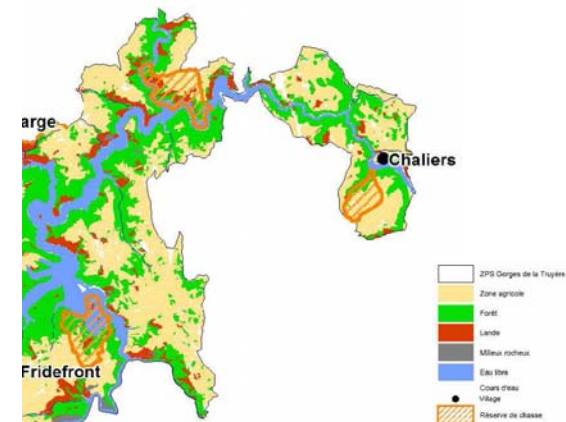 arge
Chaliers
Fridefront
ZPS Gorges de la Truyère
Zone agricole
Forêt
Lande
Milieux rocheux
Eau libre
Cours d'eau
Village
Réserve de chasse